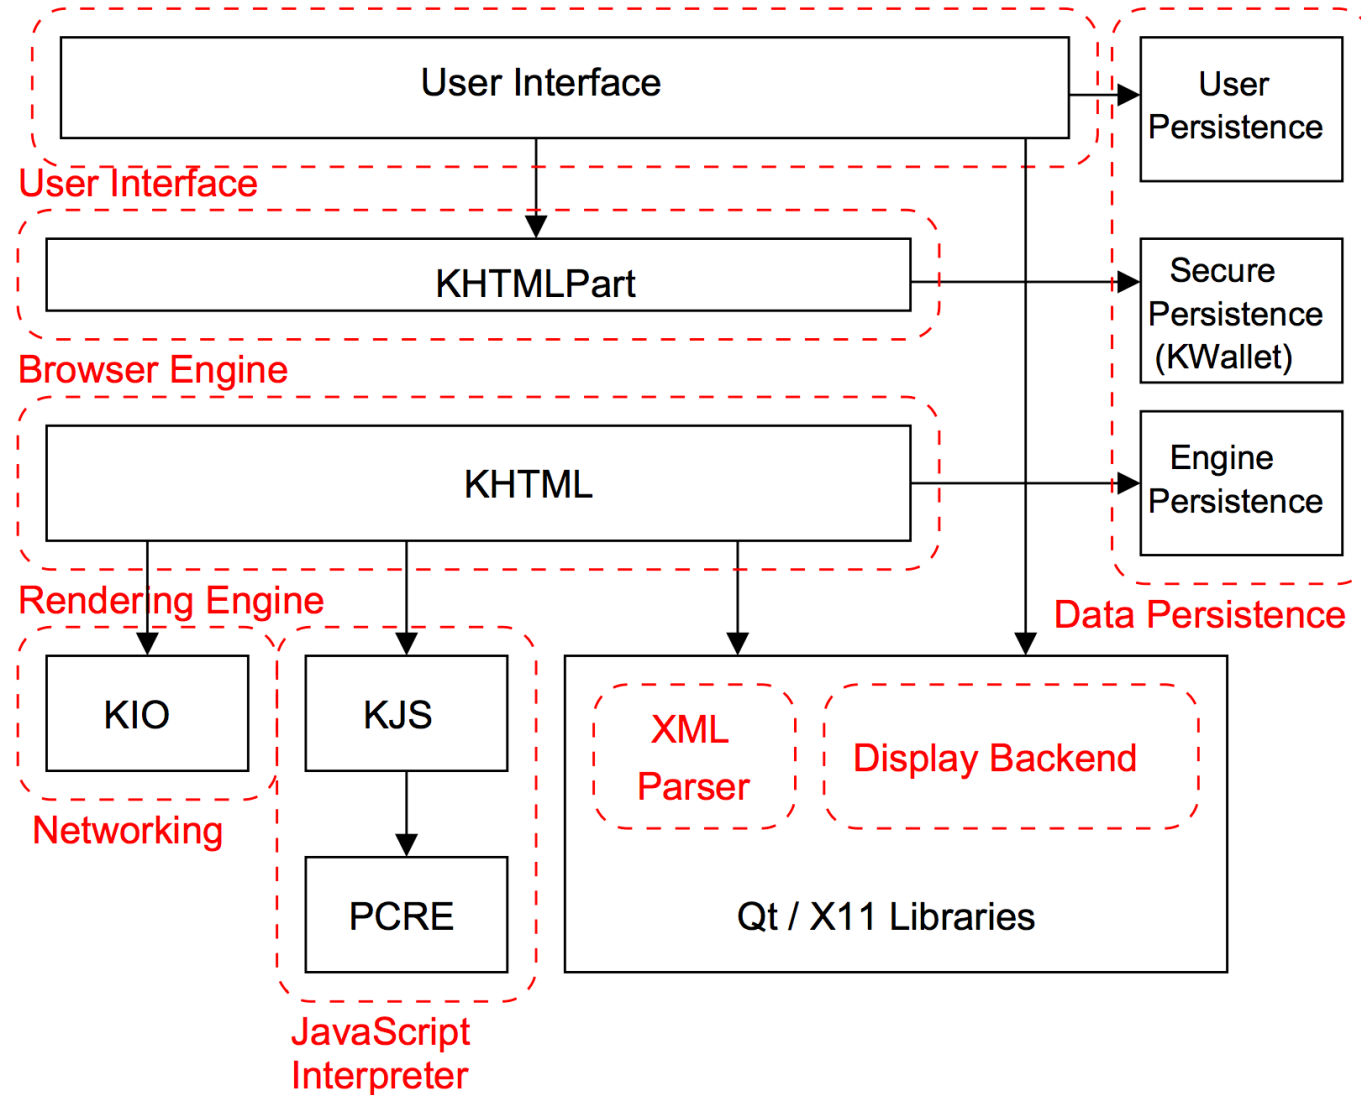 User Interface
User
Persistence
User Interface
KHTMLPart
Secure
Persistence
(KWallet)
Browser Engine
KHTML
Engine
Persistence
Rendering Engine
Data Persistence
KIO
KJS
XML
Parser
Display Backend
Networking
PCRE
Qt / X11 Libraries
JavaScript
Interpreter